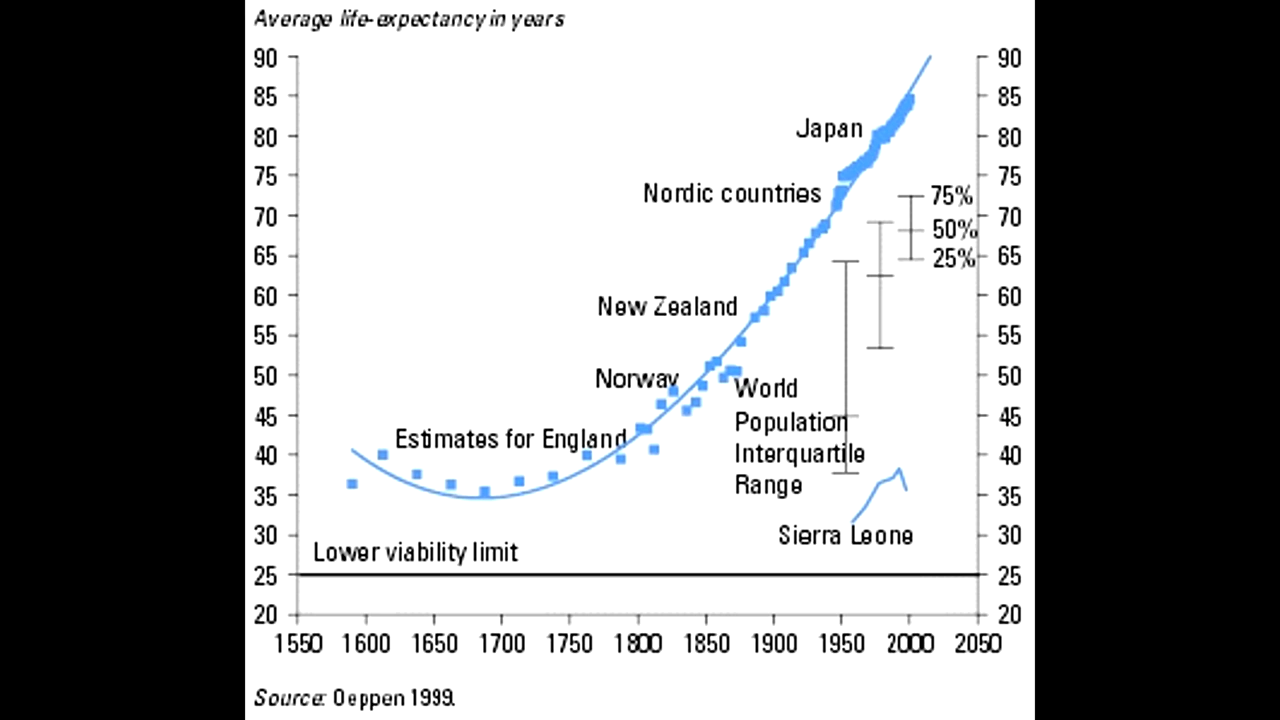 Average life-expectancy in years
90 90
85 85
Japan
80 80
75 75
Nordic countries
75%
70 70
50%
65 25% 65
60 60
New Zealand
55 55
50 50
Norway
World
45 45
Population
Estimates for England
40 40
Interquartile
Range
35 35
Sierra Leone
30 30
Lower viability limit
25 25
20 20
1550 1600 1650 1700 1750 1800 1850 1900 1950 2000 2050
Source: Oeppen 1999.